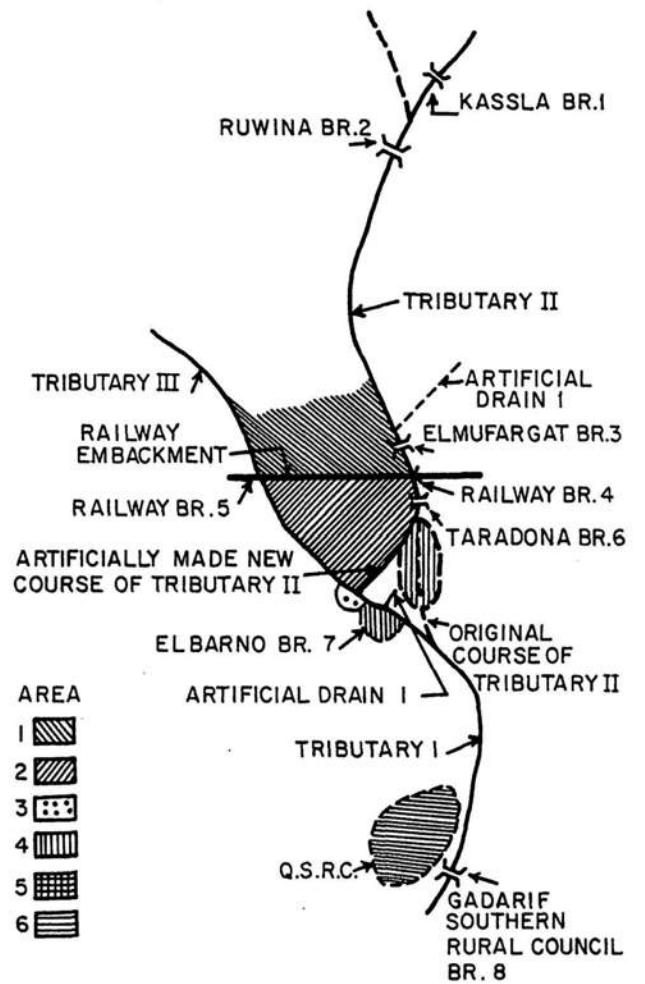 KASSLA BR.1
RUWINA BR.2
TRIBUTARY II
TRIBUTARY III
ARTIFICIAL
DRAIN 1
RAILWAY
EMBACKMENT
ELMUFARGAT BR.3
RAILWAY BR.5
RAILWAY BR.4
TARADONA BR.6
ARTIFICIALLY MADE NEW
COURSE OF TRIBUTARY II
ELBARNO BR. 7
ORIGINAL
COURSE OF
TRIBUTARY II
ARTIFICIAL DRAIN I
AREA
1
2
3
4
5
6
TRIBUTARY I
Q.S.R.C.
GADARIF
SOUTHERN
RURAL COUNCIL
BR. 8